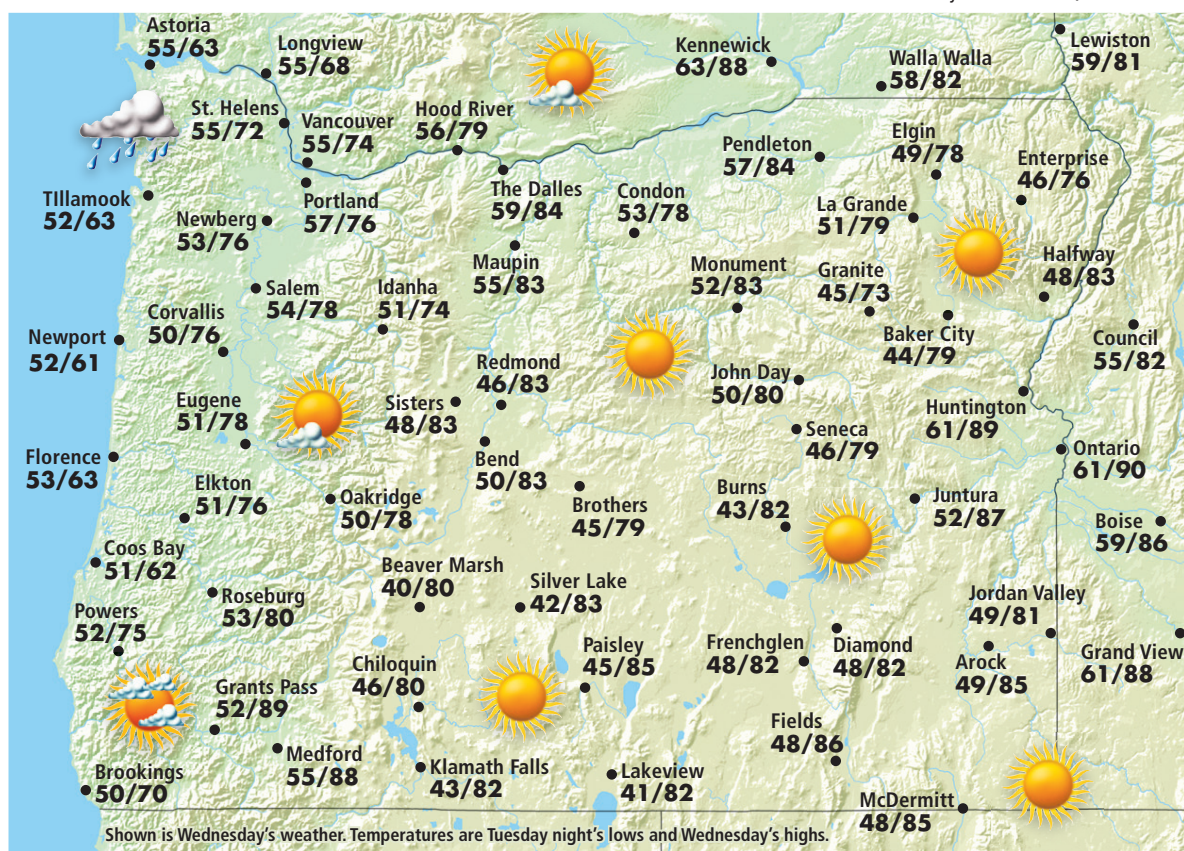 Astoria
55/63
Longview
55/68
Kennewick
63/88
Walla Walla
58/82
Lewiston
59/81
St. Helens
55/72
Vancouver
55/74
Hood River
56/79
Pendleton
57/84
Elgin
49/78
Enterprise
46/76
TIllamook
52/63
Portland
57/76
The Dalles
59/84
Condon
53/78
La Grande
51/79
Newberg
53/76
Maupin
55/83
Monument
52/83
Granite
45/73
Halfway
48/83
Salem
54/78
Idanha
51/74
Corvallis
50/76
Newport
52/61
Baker City
44/79
Council
55/82
Redmond
46/83
John Day
50/80
Eugene
51/78
Sisters
48/83
Huntington
61/89
Seneca
46/79
Ontario
61/90
Florence
53/63
Bend
50/83
Elkton
51/76
Oakridge
50/78
Brothers
45/79
Burns
43/82
Juntura
52/87
Boise
59/86
Coos Bay
51/62
Beaver Marsh
40/80
Silver Lake
42/83
Roseburg
53/80
Jordan Valley
49/81
Powers
52/75
Paisley
45/85
Frenchglen
48/82
Diamond
48/82
Arock
49/85
Grand View
61/88
Chiloquin
46/80
Grants Pass
52/89
Fields
48/86
Medford
55/88
Klamath Falls
43/82
Lakeview
41/82
Brookings
50/70
McDermitt
48/85
Shown is Wednesday's weather. Temperatures are Tuesday night's lows and Wednesday's highs.